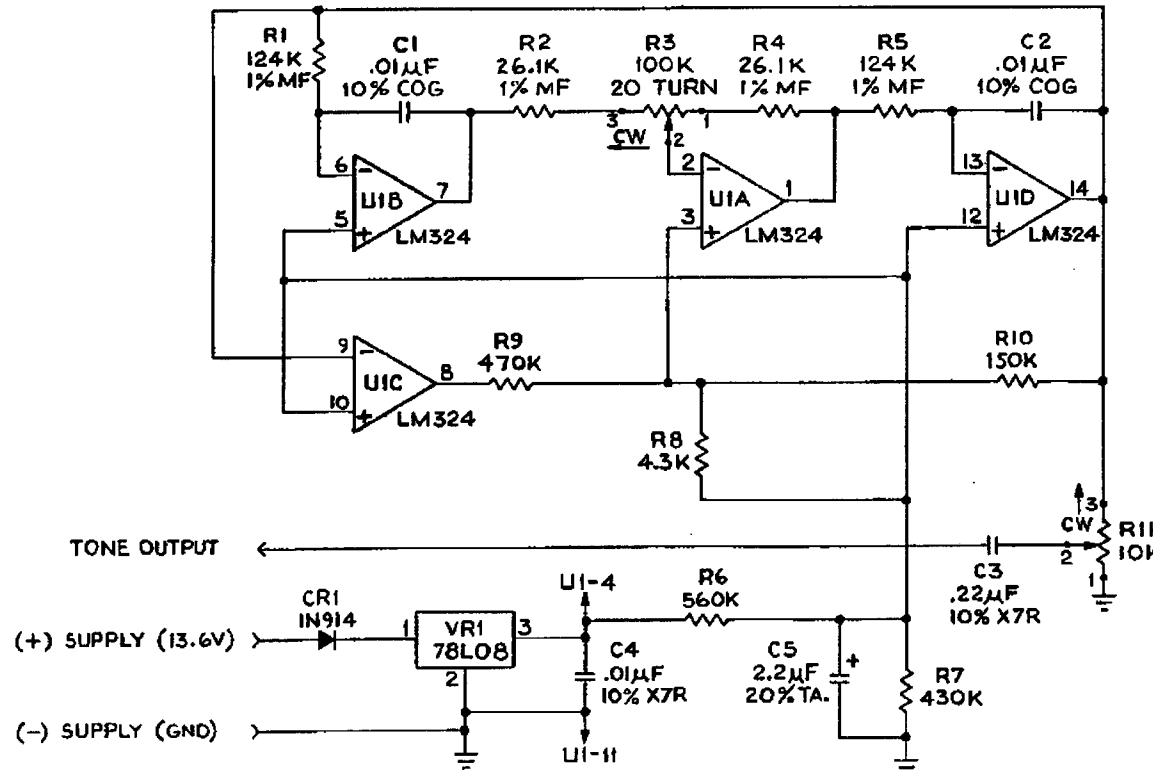 R1
124K
1% MF
C1
.01µF
10% COG
R2
26.1K
1% MF
R3
100K
20 TURN
R4
26.1K
1% MF
R5
124K
1% MF
C2
.01µF
10% COG
3
CW
2
1
6
5
-
+
U1B
7
LM324
2
3
-
+
U1A
1
LM324
13
12
-
+
U1D
14
LM324
9
10
-
+
U1C
8
LM324
R9
470K
R10
150K
R8
4.3K
TONE OUTPUT
C3
.22µF
10% X7R
CW
3
2
1
R11
10K
CR1
1N914
(+) SUPPLY (13.6V)
1
VR1
78L08
3
2
U1-4
C4
.01µF
10% X7R
U1-11
R6
560K
C5
2.2µF
20% TA.
+
R7
430K
(-) SUPPLY (GND)